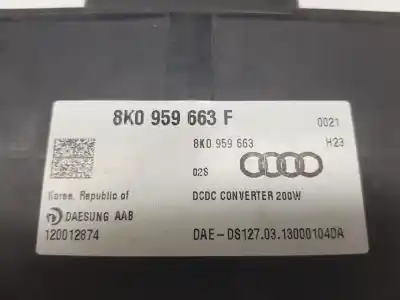 8K0 959 663 F
0021
8K0 959 663
H23
02S
Korea, Republic of
DCDC CONVERTER 200W
DAESUNG AAB
120012874
DAE-DS127.03.13000104DA